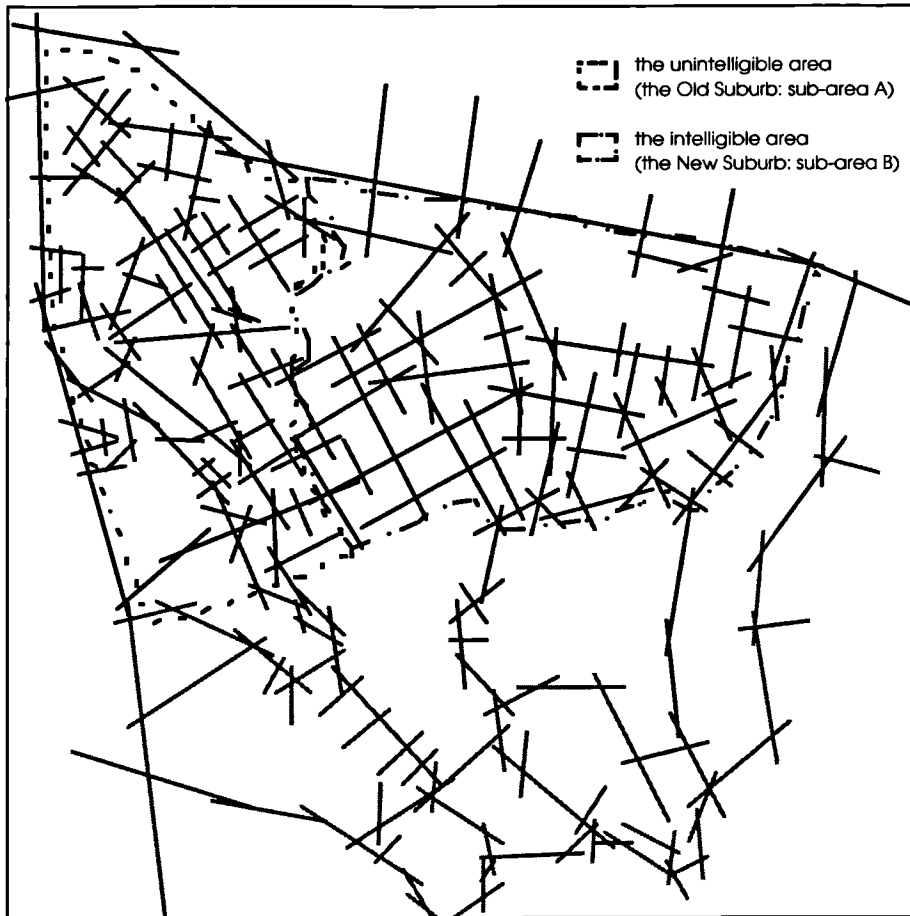 the unintelligible area
(the Old Suburb: sub-area A)
the intelligible area
(the New Suburb: sub-area B)